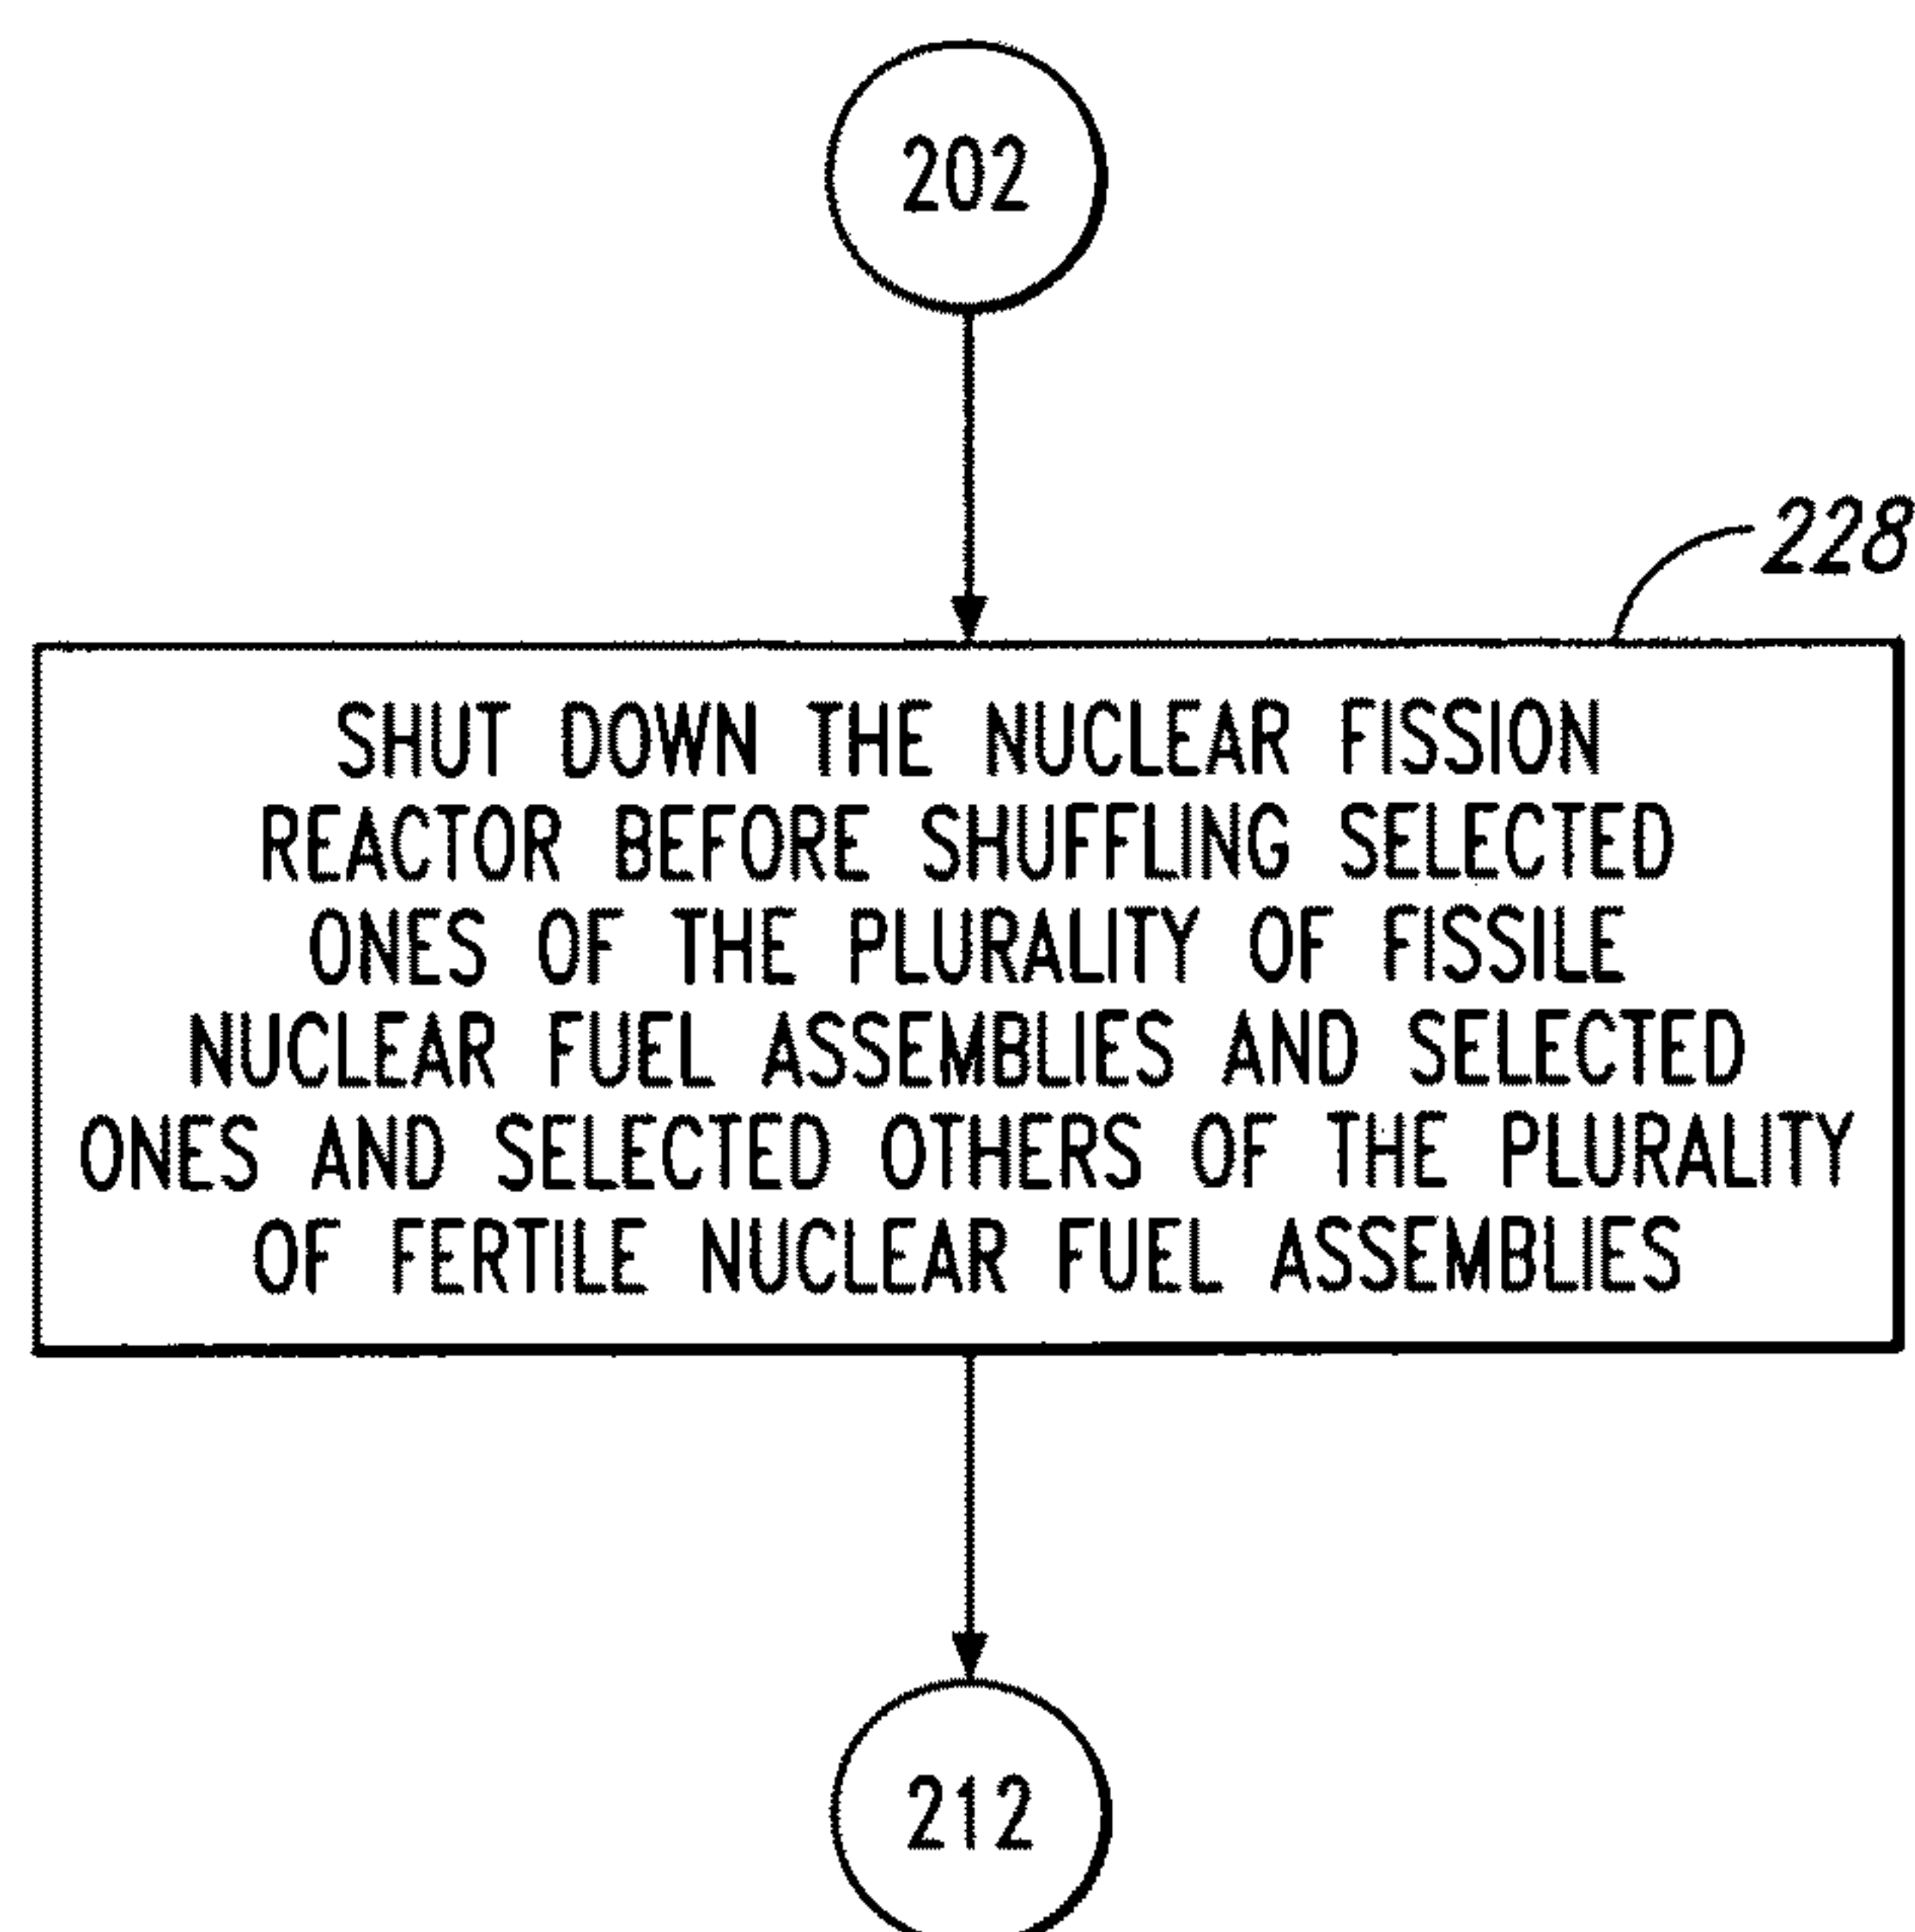 202
228
SHUT DOWN THE NUCLEAR FISSION
REACTOR BEFORE SHUFFLING SELECTED
ONES OF THE PLURALITY OF FISSILE
NUCLEAR FUEL ASSEMBLIES AND SELECTED
ONES AND SELECTED OTHERS OF THE PLURALITY
OF FERTILE NUCLEAR FUEL ASSEMBLIES
212